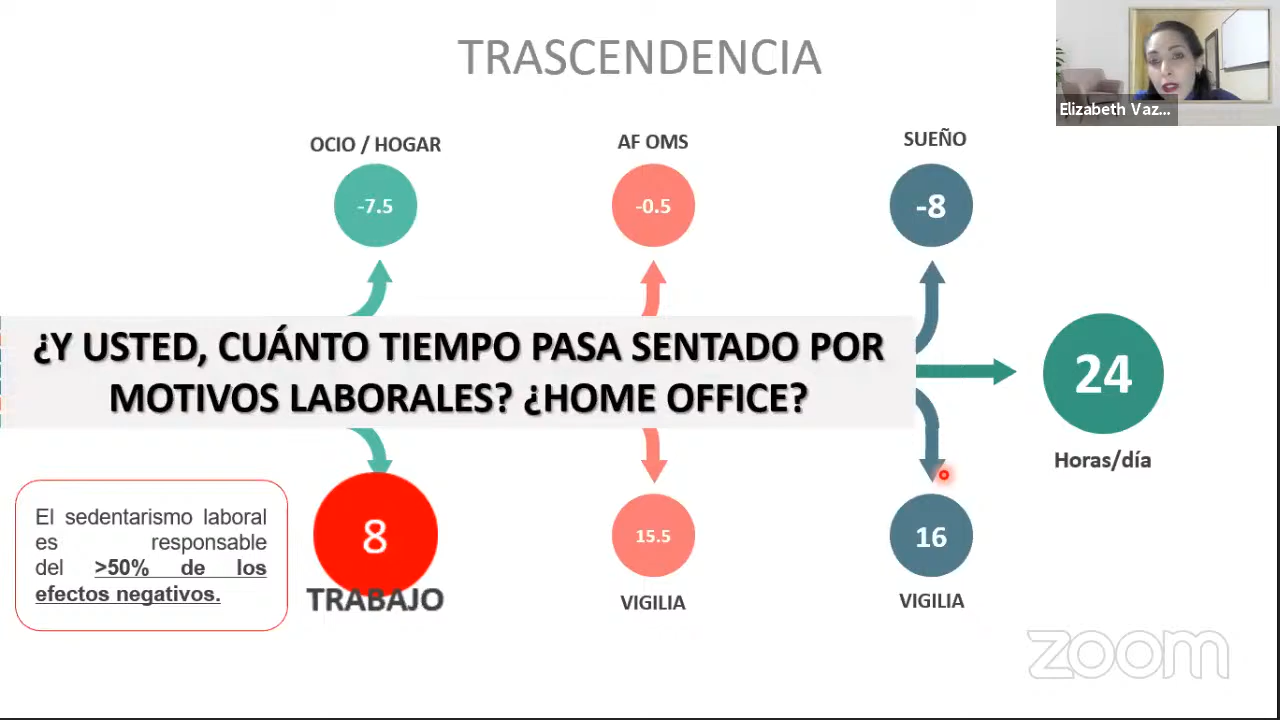 TRASCENDENCIA
Elizabeth Vaz...
OCIO / HOGAR
AF OMS
SUEÑO
-7.5
-0.5
-8
¿Y USTED, CUÁNTO TIEMPO PASA SENTADO POR
MOTIVOS LABORALES? ¿HOME OFFICE?
24
Horas/día
El sedentarismo laboral
es responsable
del >50% de los
efectos negativos.
8
TRABAJO
15.5
VIGILIA
16
VIGILIA
zoom